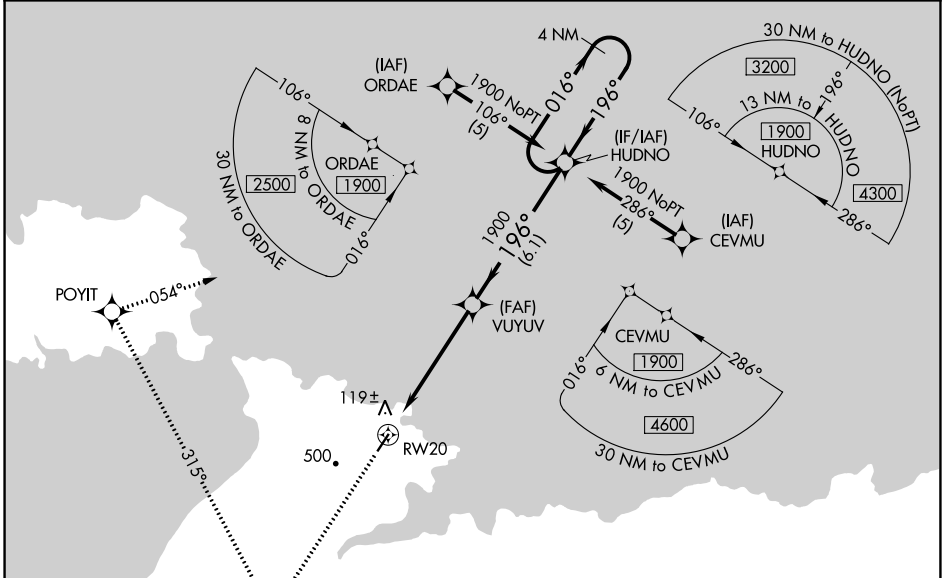 4 NM
(IAF)
ORDAE
1900 NoPT
106°
(5)
016°
196°
(IF/IAF)
HUDNO
1900 NoPT
286°
(5)
(IAF)
CEVMU
1900
196°
(6.1)
(FAF)
VUYUV
30 NM to HUDNO (NoPT)
3200
196°
13 NM to HUDNO
1900
HUDNO
106°
4300
286°
106°
8 NM to ORDAE
ORDAE
1900
2500
30 NM to ORDAE
016°
POYIT
054°
315°
119±
RW20
500
CEVMU
1900
6 NM to CEVMU
016°
286°
4600
30 NM to CEVMU